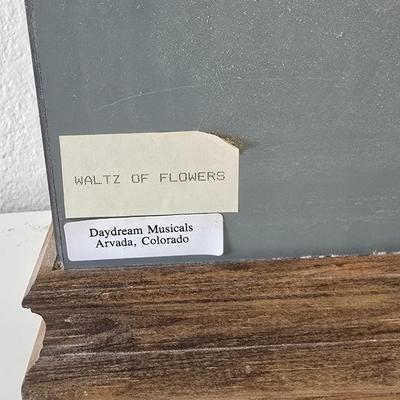 WALTZ OF FLOWERS
Daydream Musicals
Arvada, Colorado